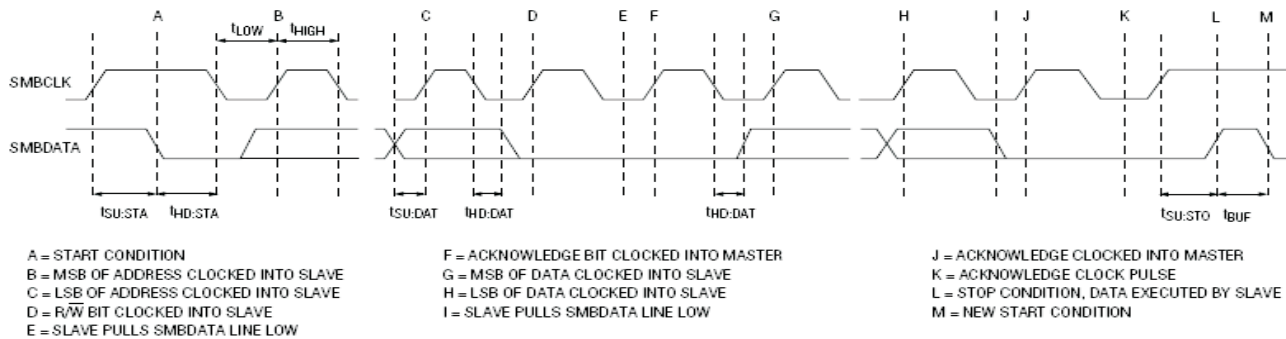 A B C D E F G H I J K L M
tLOW tHIGH
SMBCLK
SMBDATA
tSU:STA tHD:STA tSU:DAT tHD:DAT tHD:DAT tSU:STO tBUF
A = START CONDITION
B = MSB OF ADDRESS CLOCKED INTO SLAVE
C = LSB OF ADDRESS CLOCKED INTO SLAVE
D = R/W̅ BIT CLOCKED INTO SLAVE
E = SLAVE PULLS SMBDATA LINE LOW
F = ACKNOWLEDGE BIT CLOCKED INTO MASTER
G = MSB OF DATA CLOCKED INTO SLAVE
H = LSB OF DATA CLOCKED INTO SLAVE
I = SLAVE PULLS SMBDATA LINE LOW
J = ACKNOWLEDGE CLOCKED INTO MASTER
K = ACKNOWLEDGE CLOCK PULSE
L = STOP CONDITION, DATA EXECUTED BY SLAVE
M = NEW START CONDITION